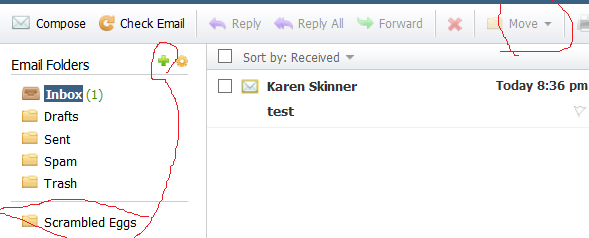 Compose Check Email Reply Reply All Forward Move
Email Folders
Sort by: Received
Inbox (1)
Karen Skinner Today 8:36 pm
Drafts
test
Sent
Spam
Trash
Scrambled Eggs